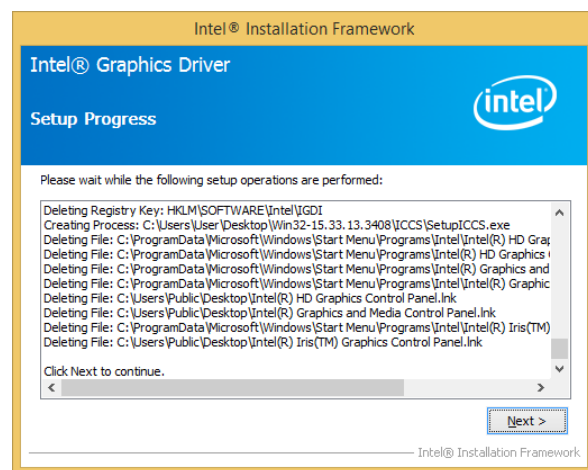 Intel® Installation Framework
Intel® Graphics Driver
intel
Setup Progress
Please wait while the following setup operations are performed:
Deleting Registry Key: HKLM\SOFTWARE\Intel\IGDI
Creating Process: C:\Users\User\Desktop\Win32-15.33.13.3408\ICCS\SetupICCS.exe
Deleting File: C:\ProgramData\Microsoft\Windows\Start Menu\Programs\Intel\Intel(R) HD Grap
Deleting File: C:\ProgramData\Microsoft\Windows\Start Menu\Programs\Intel\Intel(R) HD Graphics
Deleting File: C:\ProgramData\Microsoft\Windows\Start Menu\Programs\Intel\Intel(R) Graphics and
Deleting File: C:\ProgramData\Microsoft\Windows\Start Menu\Programs\Intel\Intel(R) Graphic
Deleting File: C:\Users\Public\Desktop\Intel(R) HD Graphics Control Panel.lnk
Deleting File: C:\Users\Public\Desktop\Intel(R) Graphics and Media Control Panel.lnk
Deleting File: C:\ProgramData\Microsoft\Windows\Start Menu\Programs\Intel\Intel(R) Iris(TM)
Deleting File: C:\Users\Public\Desktop\Intel(R) Iris(TM) Graphics Control Panel.lnk
Click Next to continue.
Next >
Intel® Installation Framework